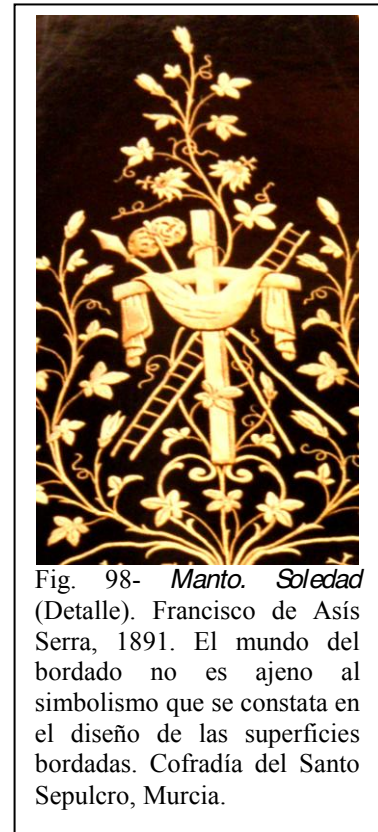 Fig. 98- Manto. Soledad
(Detalle). Francisco de Asís
Serra, 1891. El mundo del
bordado no es ajeno al
simbolismo que se constata en
el diseño de las superficies
bordadas. Cofradía del Santo
Sepulcro, Murcia.